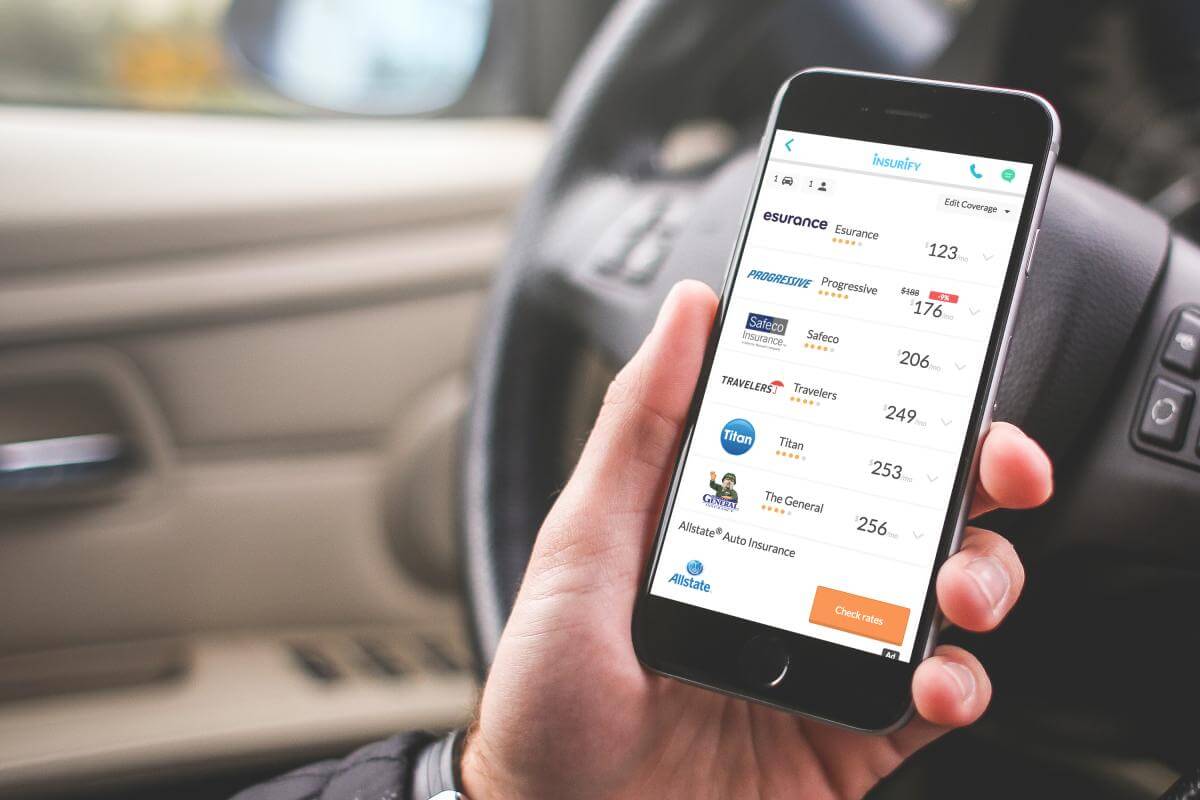 iNSURiFY
1 1
Edit Coverage
esurance Esurance $123/mo
$188 -9%
PROGRESSIVE Progressive $176/mo
Safeco Insurance Safeco $206/mo
TRAVELERS Travelers $249/mo
Titan Titan $253/mo
The GENERAL The General $256/mo
Allstate® Auto Insurance
Allstate
Check rates
Ad